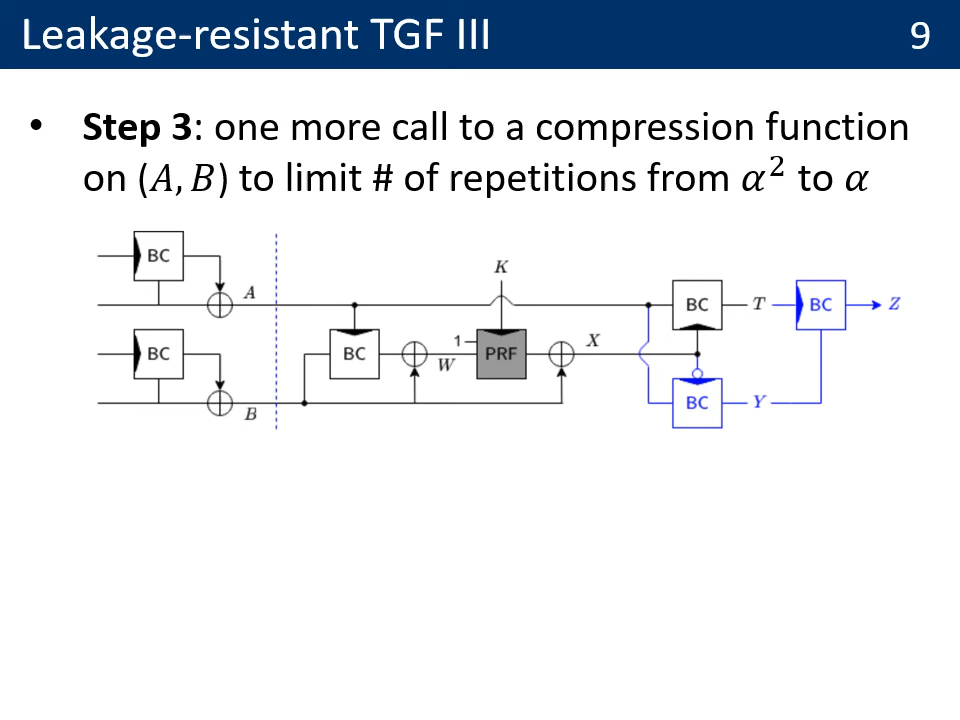 Leakage-resistant TGF III 9
• Step 3: one more call to a compression function
on (A, B) to limit # of repetitions from α² to α
BC
K
A
BC T BC Z
BC
BC
W
1
PRF
X
B
BC Y